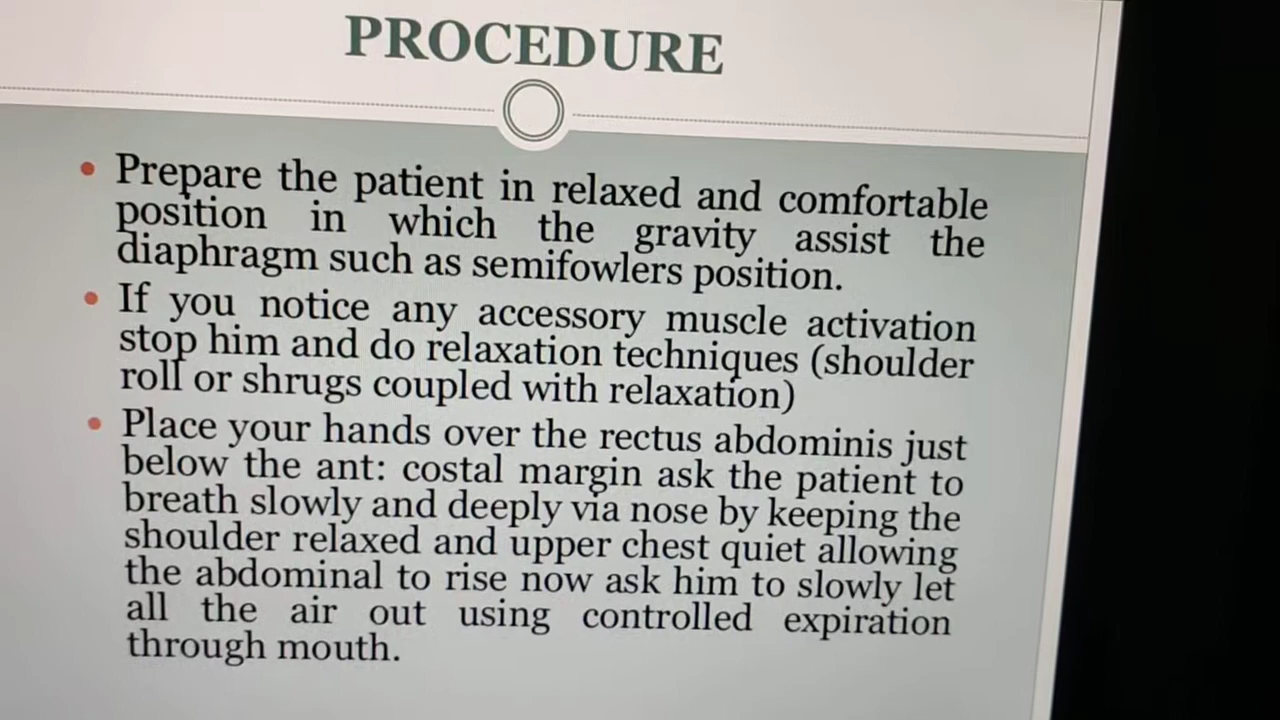 PROCEDURE
• Prepare the patient in relaxed and comfortable
position in which the gravity assist the
diaphragm such as semifowlers position.
• If you notice any accessory muscle activation
stop him and do relaxation techniques (shoulder
roll or shrugs coupled with relaxation)
• Place your hands over the rectus abdominis just
below the ant: costal margin ask the patient to
breath slowly and deeply via nose by keeping the
shoulder relaxed and upper chest quiet allowing
the abdominal to rise now ask him to slowly let
all the air out using controlled expiration
through mouth.